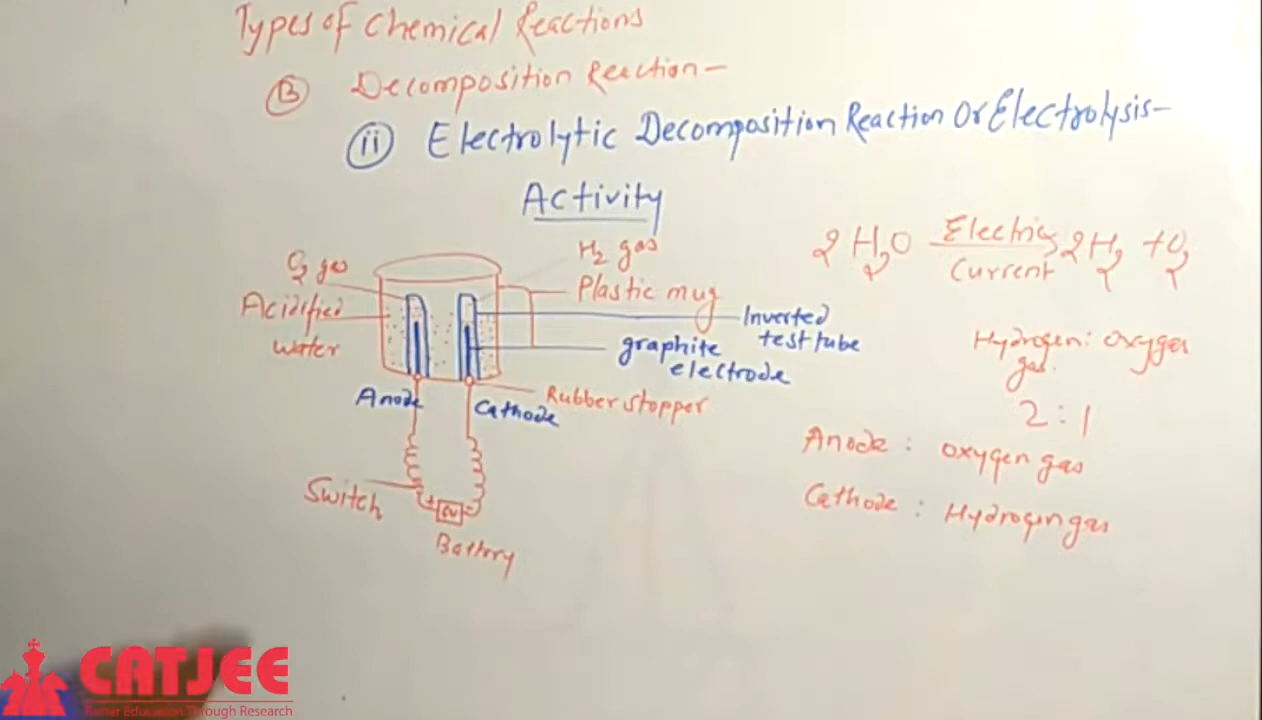 Types of Chemical Reactions
B Decomposition Reaction –
ii Electrolytic Decomposition Reaction Or Electrolysis –
Activity
O2 gas
H2 gas
2H2O Electric Current 2H2 + O2
Acidified
water
Plastic mug
Inverted
test tube
graphite
electrode
Hydrogen : oxygen
gas
2 : 1
Anode
Cathode
Rubber stopper
Anode : oxygen gas
Cathode : Hydrogen gas
Switch
6V
Battery
CATJEE
Better Education Through Research